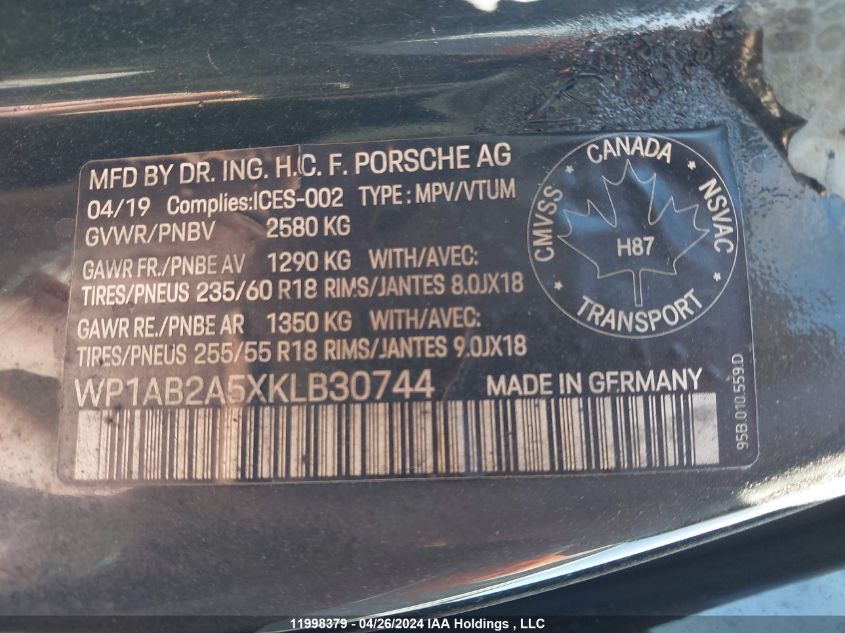 MFD BY DR. ING. H.C. F. PORSCHE AG
04/19 Complies:ICES-002 TYPE: MPV/VTUM
GVWR/PNBV 2580 KG
GAWR FR./PNBE AV 1290 KG WITH/AVEC:
TIRES/PNEUS 235/60 R18 RIMS/JANTES 8.0JX18
GAWR RE./PNBE AR 1350 KG WITH/AVEC:
TIRES/PNEUS 255/55 R18 RIMS/JANTES 9.0JX18
WP1AB2A5XKLB30744 MADE IN GERMANY
CMVSS · CANADA · NSVAC
H87
TRANSPORT
95B.010.559.D
11998379 - 04/26/2024 IAA Holdings , LLC